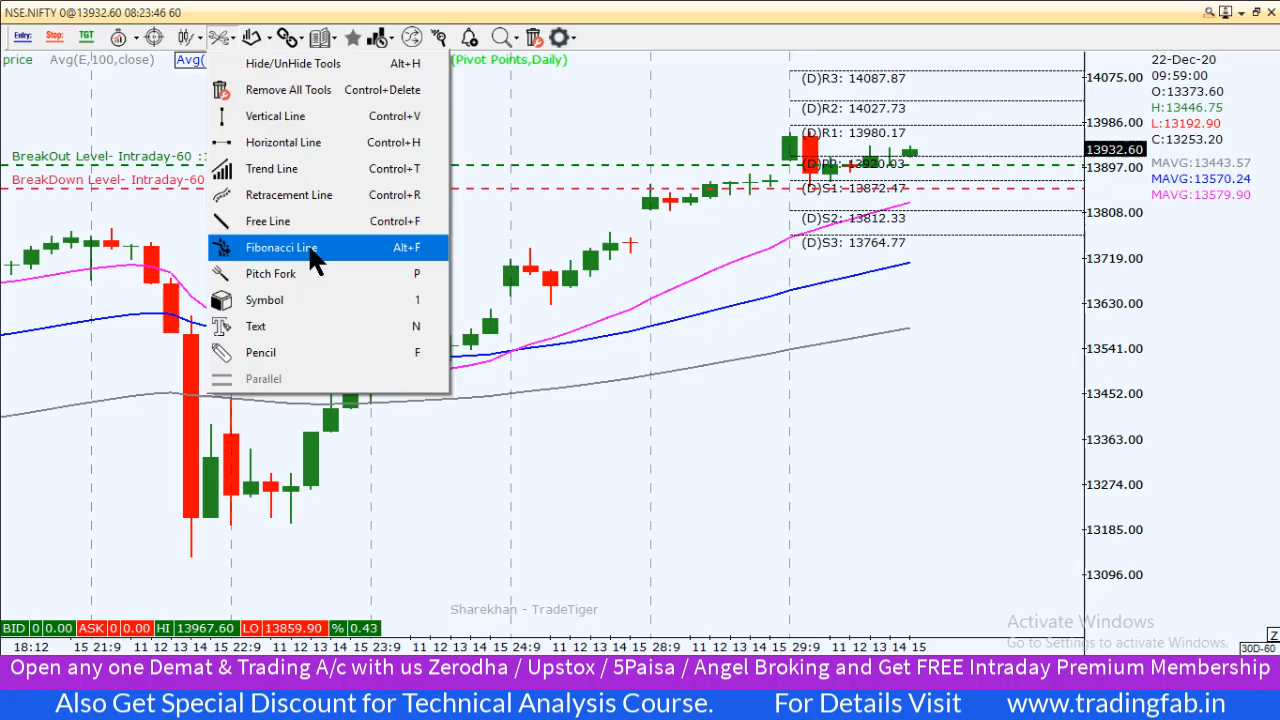 NSE.NIFTY 0@13932.60 08:23:46 60
Entry: Stop: TGT
price Avg(E,100,close) Avg( (Pivot Points,Daily)
Hide/UnHide Tools Alt+H
Remove All Tools Control+Delete
Vertical Line Control+V
Horizontal Line Control+H
Trend Line Control+T
Retracement Line Control+R
Free Line Control+F
Fibonacci Line Alt+F
Pitch Fork P
Symbol 1
Text N
Pencil F
Parallel
BreakOut Level- Intraday-60 :
BreakDown Level- Intraday-60
(D)R3: 14087.87
(D)R2: 14027.73
(D)R1: 13980.17
13920.03
(D)S1: 13872.47
(D)S2: 13812.33
(D)S3: 13764.77
14075.00
13986.00
13932.60
13897.00
13808.00
13719.00
13630.00
13541.00
13452.00
13363.00
13274.00
13185.00
13096.00
22-Dec-20
09:59:00
O:13373.60
H:13446.75
L:13192.90
C:13253.20
MAVG:13443.57
MAVG:13570.24
MAVG:13579.90
Sharekhan - TradeTiger
Activate Windows
Go to Settings to activate Windows.
BID 0 0.00 ASK 0 0.00 HI 13967.60 LO 13859.90 % 0.43
Z
18:12 15 21:9 11 12 13 14 15 22:9 11 12 13 14 15 23:9 11 12 13 14 15 24:9 11 12 13 14 15 28:9 11 12 13 14 15 29:9 11 12 13 14 15 30D-60
Open any one Demat & Trading A/c with us Zerodha / Upstox / 5Paisa / Angel Broking and Get FREE Intraday Premium Membership
Also Get Special Discount for Technical Analysis Course. For Details Visit www.tradingfab.in